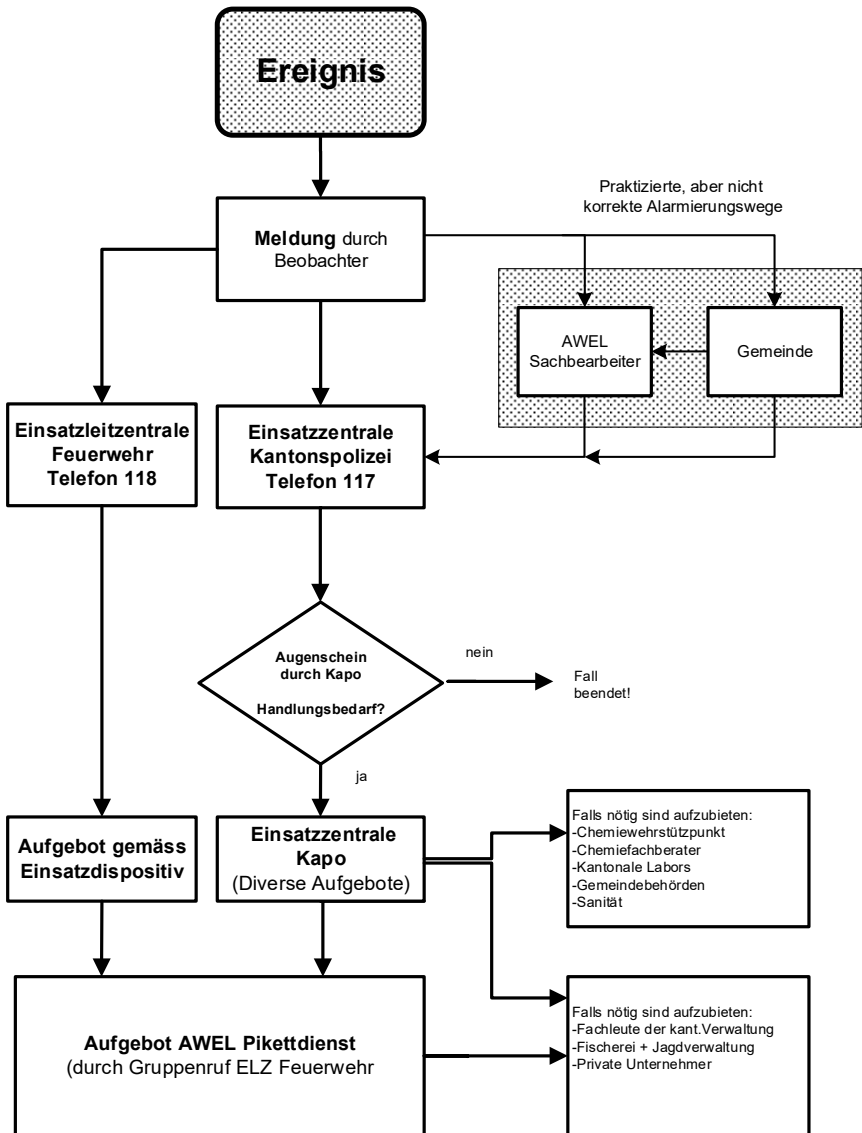 Ereignis
Praktizierte, aber nicht
korrekte Alarmierungswege
Meldung durch
Beobachter
AWEL
Sachbearbeiter
Gemeinde
Einsatzleitzentrale
Feuerwehr
Telefon 118
Einsatzzentrale
Kantonspolizei
Telefon 117
Augenschein
durch Kapo
Handlungsbedarf?
nein
Fall
beendet!
ja
Aufgebot gemäss
Einsatzdispositiv
Einsatzzentrale
Kapo
(Diverse Aufgebote)
Falls nötig sind aufzubieten:
-Chemiewehrstützpunkt
-Chemiefachberater
-Kantonale Labors
-Gemeindebehörden
-Sanität
Aufgebot AWEL Pikettdienst
(durch Gruppenruf ELZ Feuerwehr
Falls nötig sind aufzubieten:
-Fachleute der kant.Verwaltung
-Fischerei + Jagdverwaltung
-Private Unternehmer